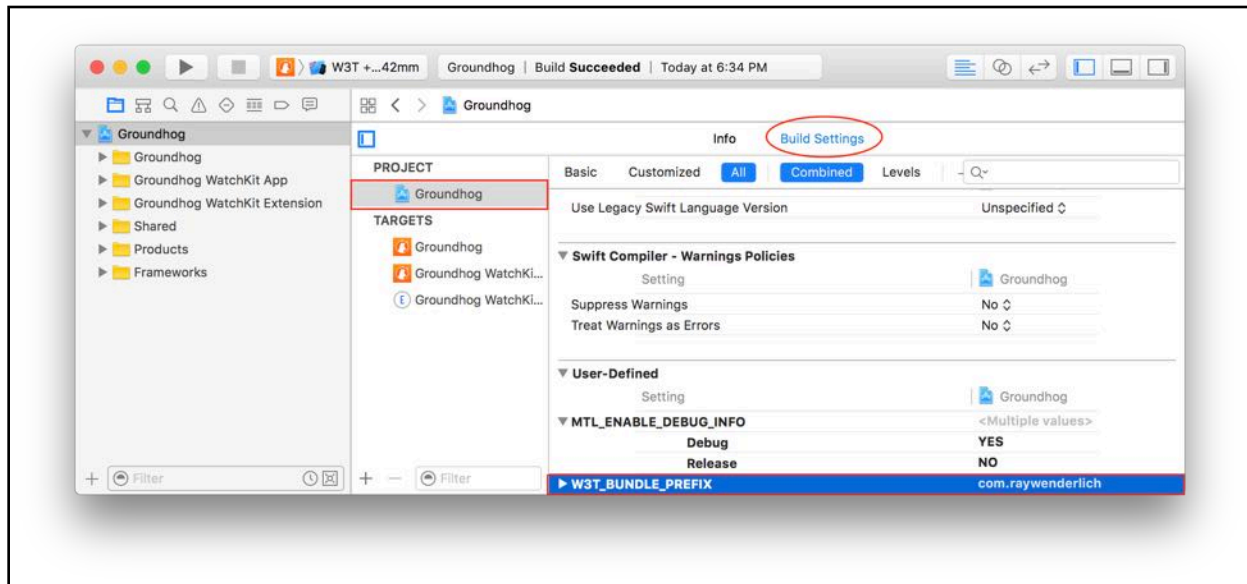 W3T +...42mm
Groundhog | Build Succeeded | Today at 6:34 PM
Groundhog
Groundhog
Groundhog
Groundhog WatchKit App
Groundhog WatchKit Extension
Shared
Products
Frameworks
Filter
Info Build Settings
PROJECT
Groundhog
TARGETS
Groundhog
Groundhog WatchKi...
E Groundhog WatchKi...
Filter
Basic Customized All Combined Levels
Use Legacy Swift Language Version Unspecified
Swift Compiler - Warnings Policies
Setting Groundhog
Suppress Warnings No
Treat Warnings as Errors No
User-Defined
Setting Groundhog
MTL_ENABLE_DEBUG_INFO <Multiple values>
Debug YES
Release NO
W3T_BUNDLE_PREFIX com.raywenderlich